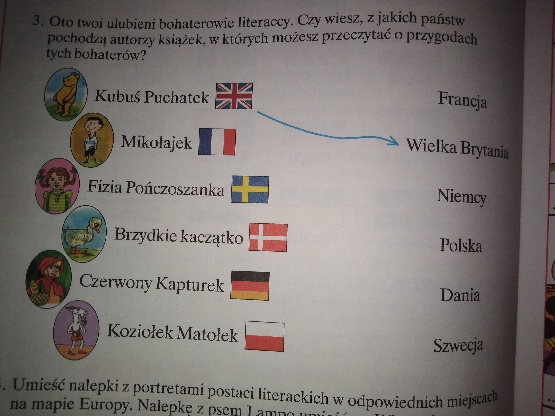 3. Oto twoi ulubieni bohaterowie literaccy. Czy wiesz, z jakich państw
pochodzą autorzy książek, w których możesz przeczytać o przygodach
tych bohaterów?
Kubuś Puchatek
Francja
Mikołajek
Wielka Brytania
Fizia Pończoszanka
Niemcy
Brzydkie kaczątko
Polska
Czerwony Kapturek
Dania
Koziołek Matołek
Szwecja
. Umieść nalepki z portretami postaci literackich w odpowiednich miejscach
na mapie Europy. Nalepkę z psem Lampo